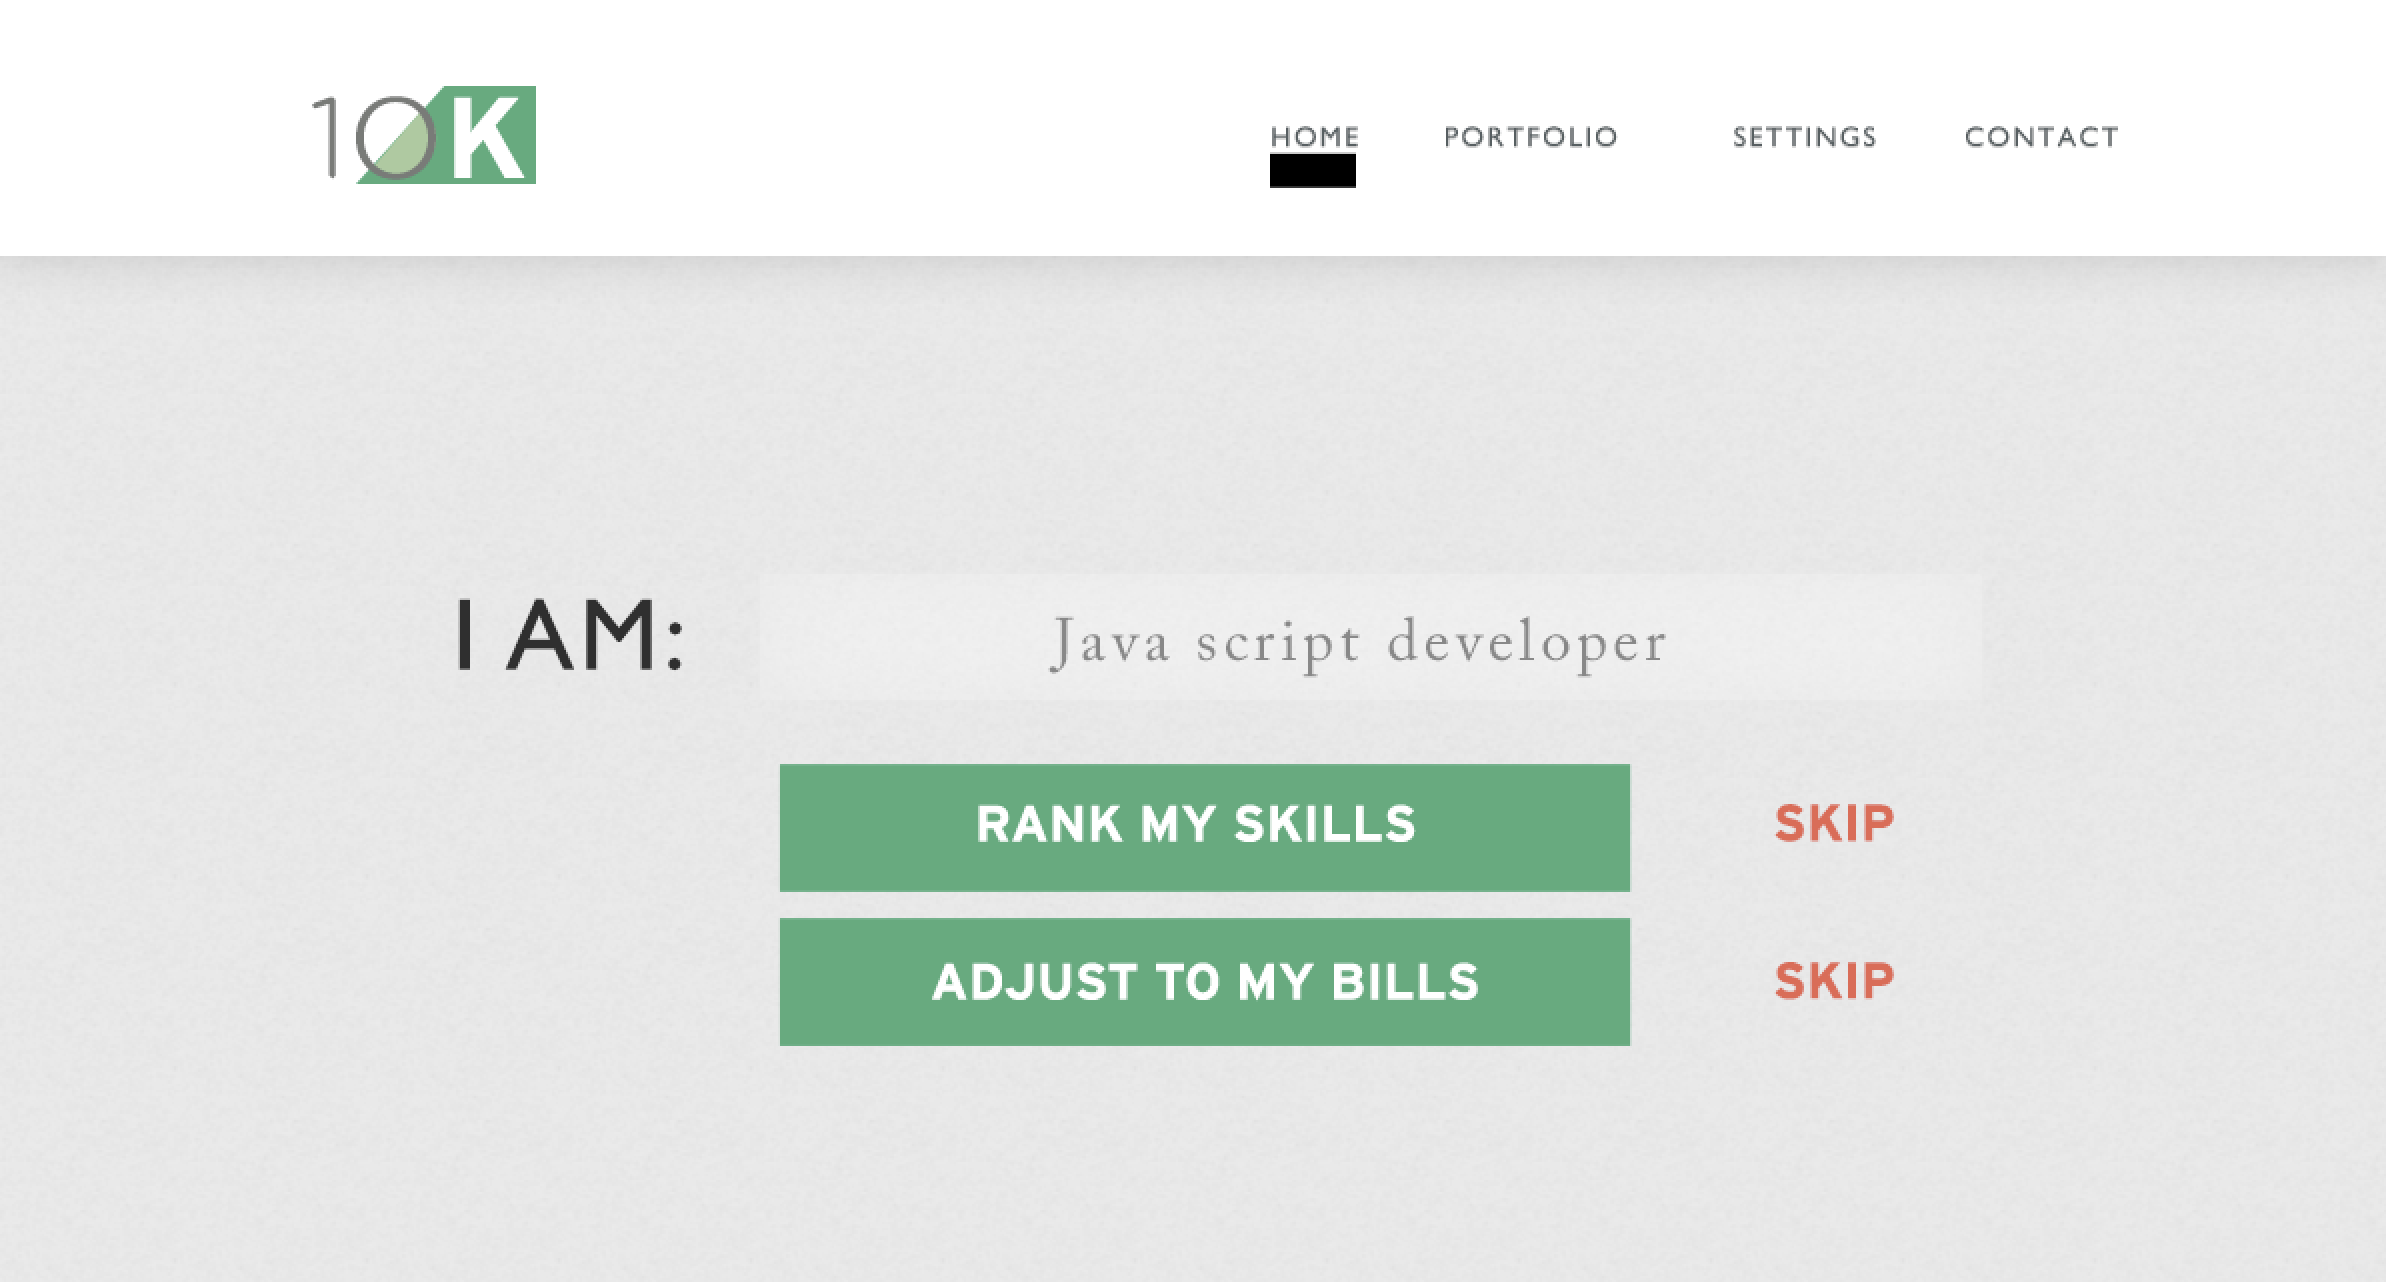 10K
HOME PORTFOLIO SETTINGS CONTACT
I AM: Java script developer
RANK MY SKILLS SKIP
ADJUST TO MY BILLS SKIP